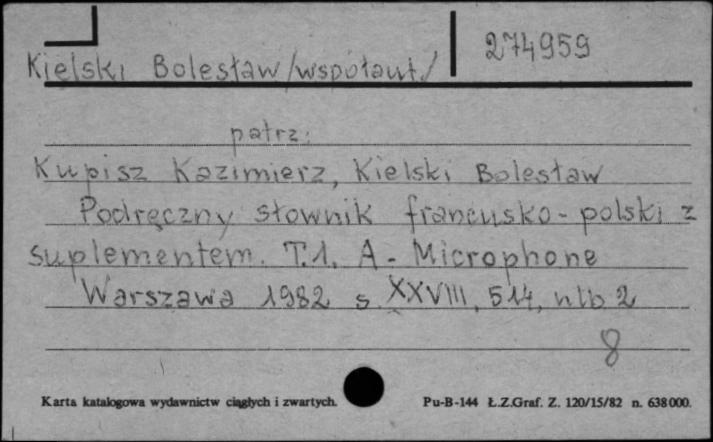 Kielski Bolesław /współaut./ 274959
patrz:
Kupisz Kazimierz, Kielski Bolesław
Podręczny słownik francusko-polski z
suplementem. T.1. A - Microphone
Warszawa 1982 s. XXVIII, 514, nlb 2
8
Karta katalogowa wydawnictw ciągłych i zwartych. Pu-B-144 Ł.Z.Graf. Z. 120/15/82 n. 638000.